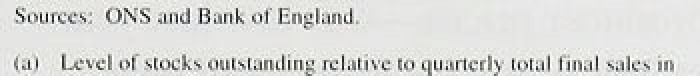 Sources: ONS and Bank of England.
(a) Level of stocks outstanding relative to quarterly total final sales in